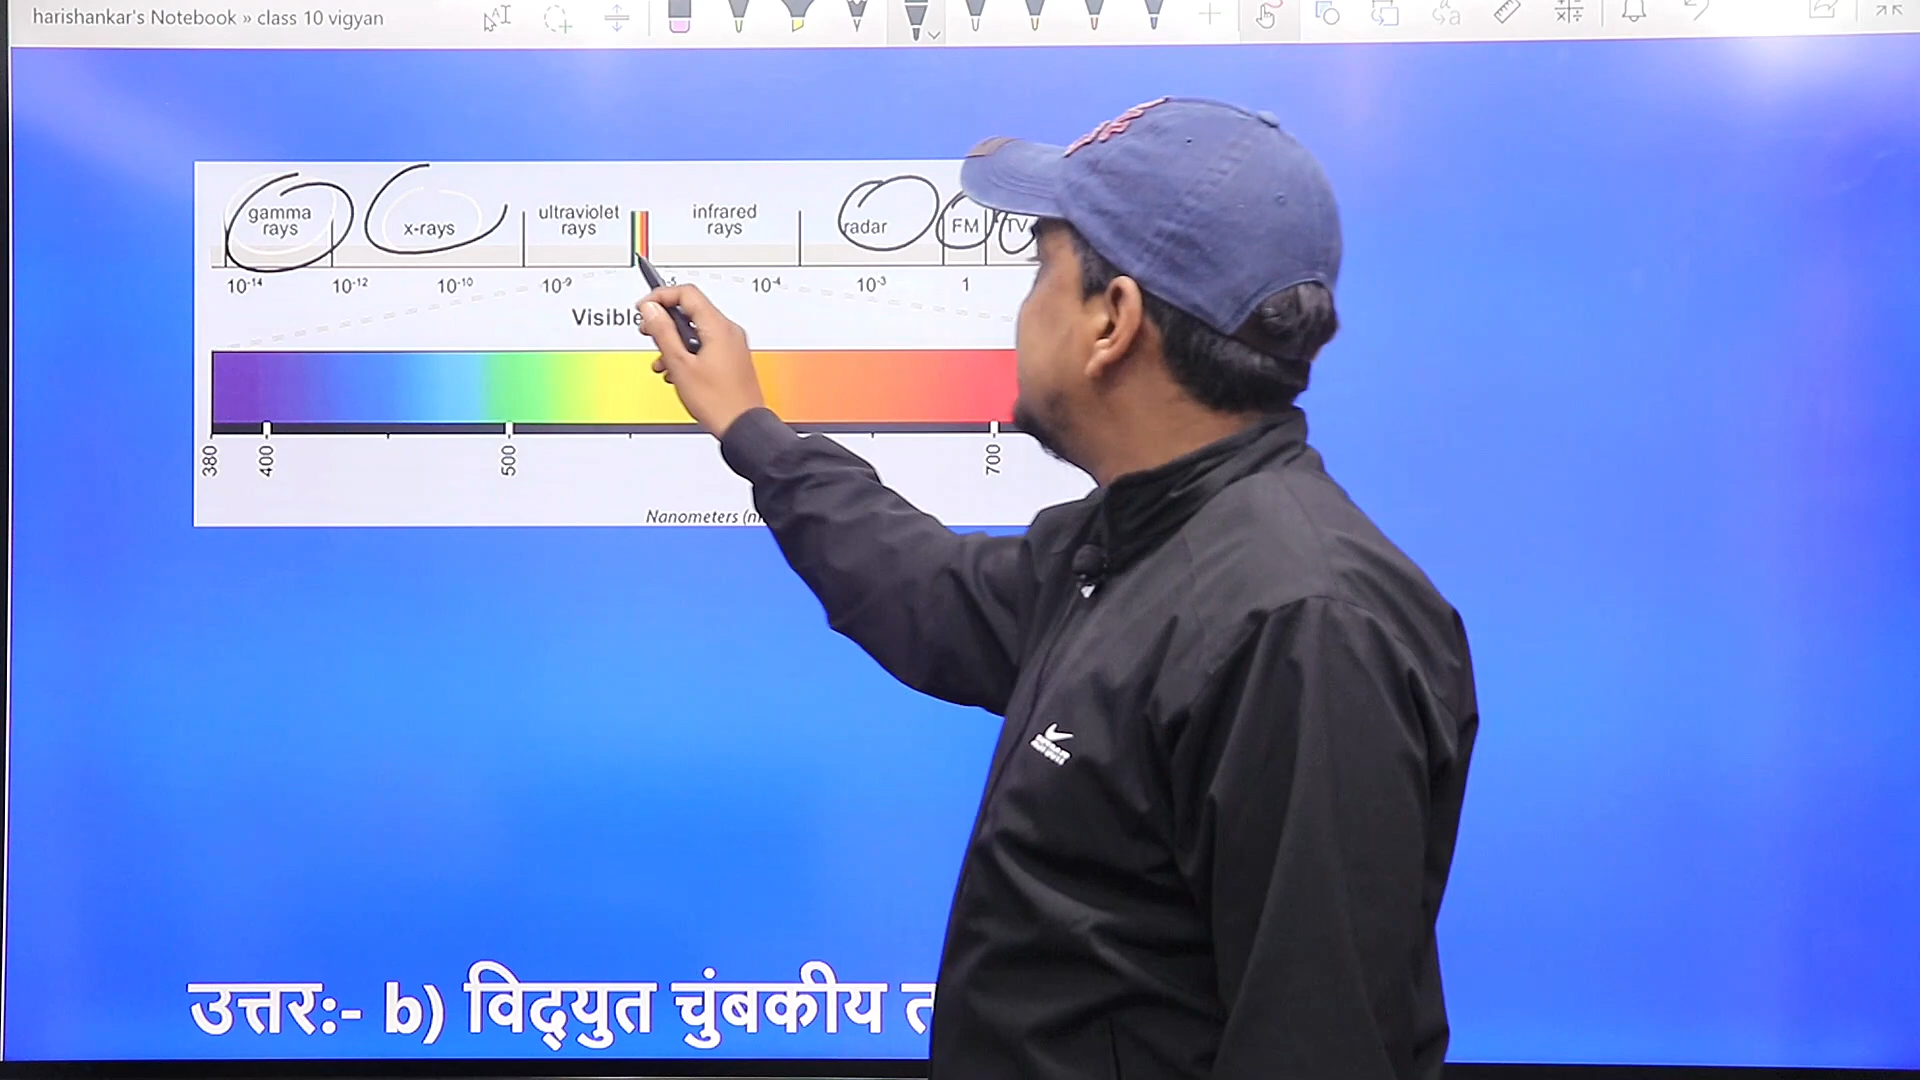 harishankar's Notebook » class 10 vigyan
gamma rays x-rays ultraviolet rays infrared rays radar FM TV
10⁻¹⁴ 10⁻¹² 10⁻¹⁰ 10⁻⁹ ⁻⁵ 10⁻⁴ 10⁻³ 1
Visible
380 400 500 700
Nanometers
उत्तर:- b) विद्युत चुंबकीय